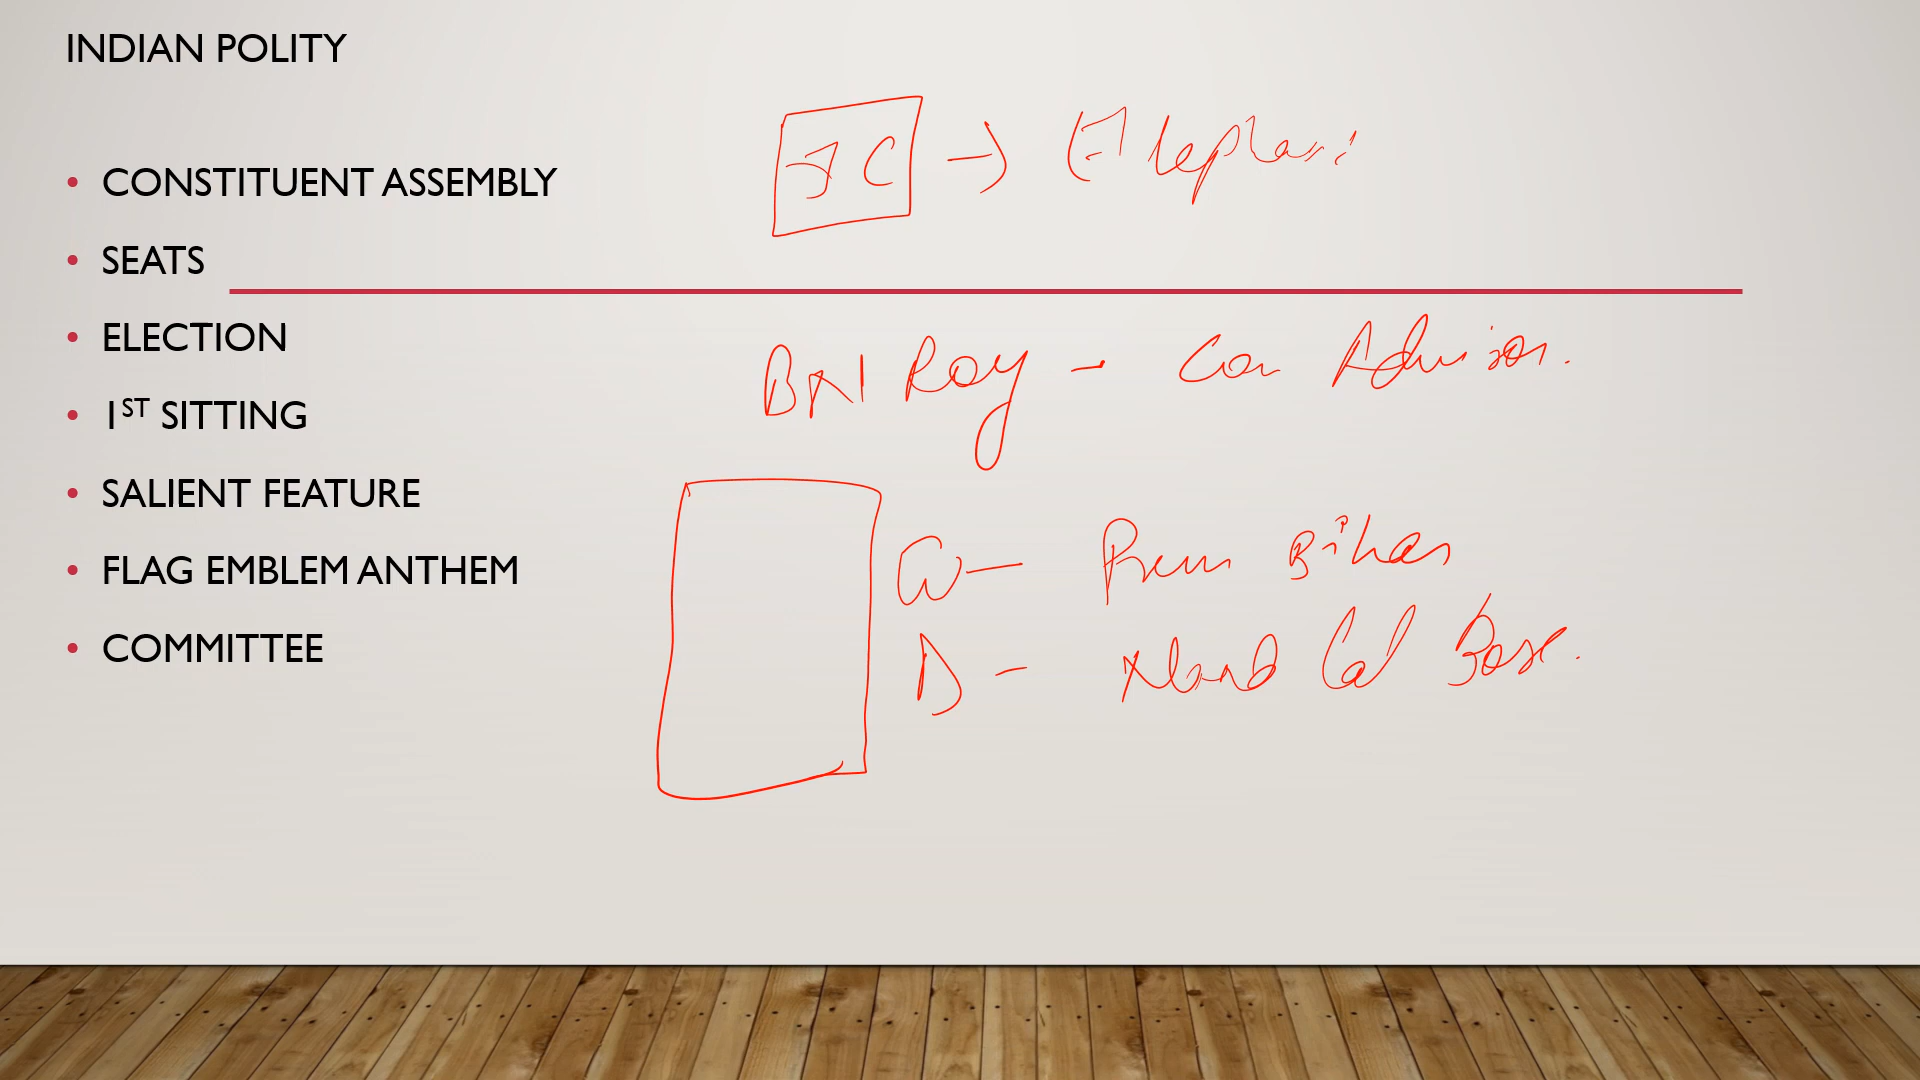 INDIAN POLITY
• CONSTITUENT ASSEMBLY
• SEATS
• ELECTION
• 1ST SITTING
• SALIENT FEATURE
• FLAG EMBLEM ANTHEM
• COMMITTEE
→
BN Roy - Con Advisor.
W — Prem Bihari
D - Nand Lal Bose.